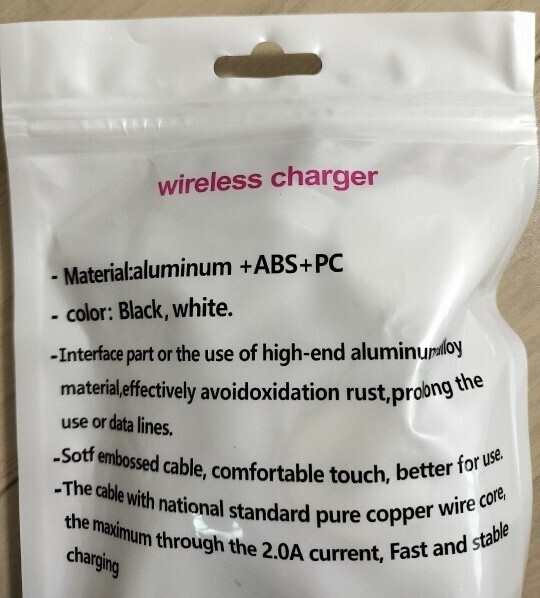 wireless charger
- Material:aluminum +ABS+PC
- color: Black, white.
-Interface part or the use of high-end aluminumalloy
material,effectively avoidoxidation rust,prolong the
use or data lines.
-Sotf embossed cable, comfortable touch, better for use.
-The cable with national standard pure copper wire core,
the maximum through the 2.0A current, Fast and stable
charging